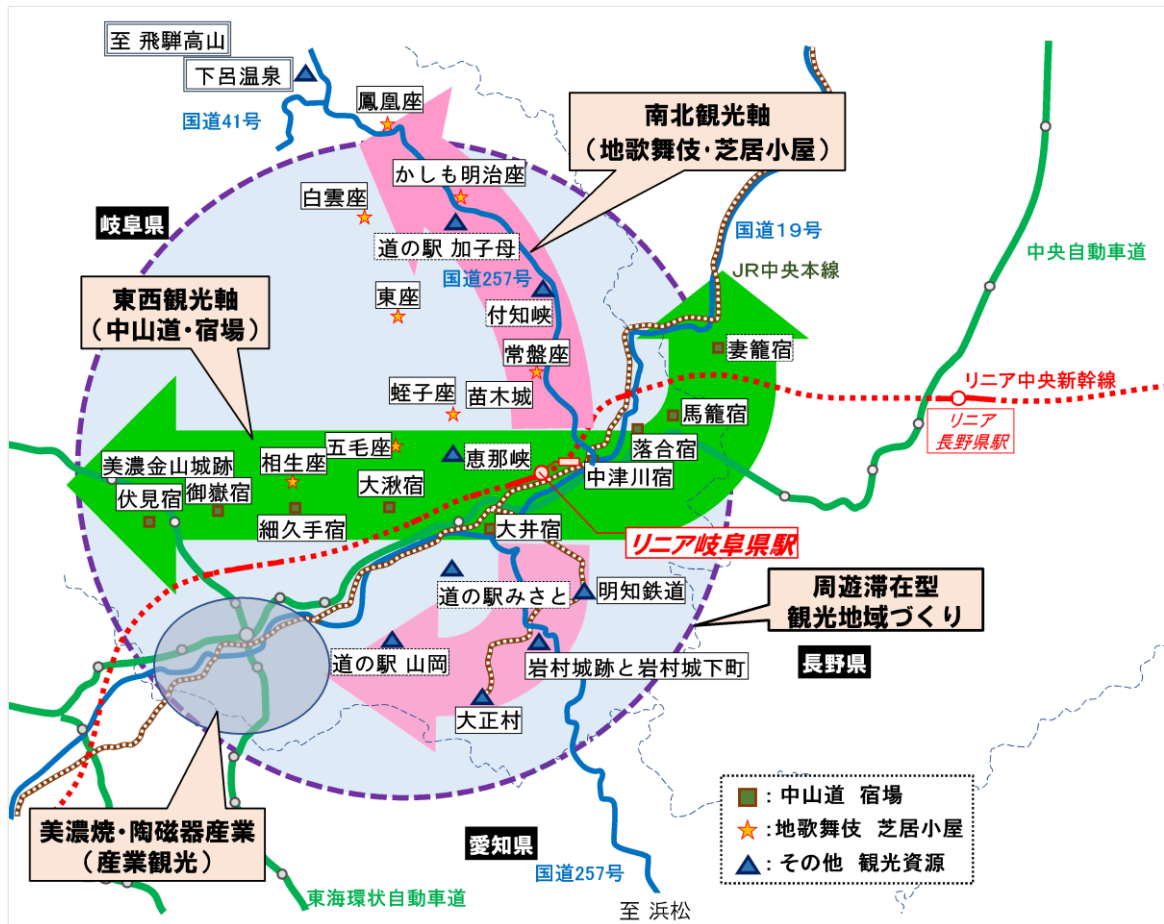 至 飛騨高山
下呂温泉
国道41号
鳳凰座
南北観光軸
（地歌舞伎・芝居小屋）
かしも明治座
白雲座
岐阜県
道の駅 加子母
国道19号
国道257号
JR中央本線
中央自動車道
東西観光軸
（中山道・宿場）
東座
付知峡
常盤座
妻籠宿
リニア中央新幹線
蛭子座
苗木城
馬籠宿
リニア
長野県駅
五毛座
恵那峡
落合宿
美濃金山城跡
相生座
中津川宿
伏見宿
御嶽宿
大湫宿
細久手宿
大井宿
リニア岐阜県駅
道の駅みさと
明知鉄道
周遊滞在型
観光地域づくり
道の駅 山岡
岩村城跡と岩村城下町
長野県
大正村
美濃焼・陶磁器産業
（産業観光）
愛知県
国道257号
東海環状自動車道
至 浜松
：中山道 宿場
：地歌舞伎 芝居小屋
：その他 観光資源